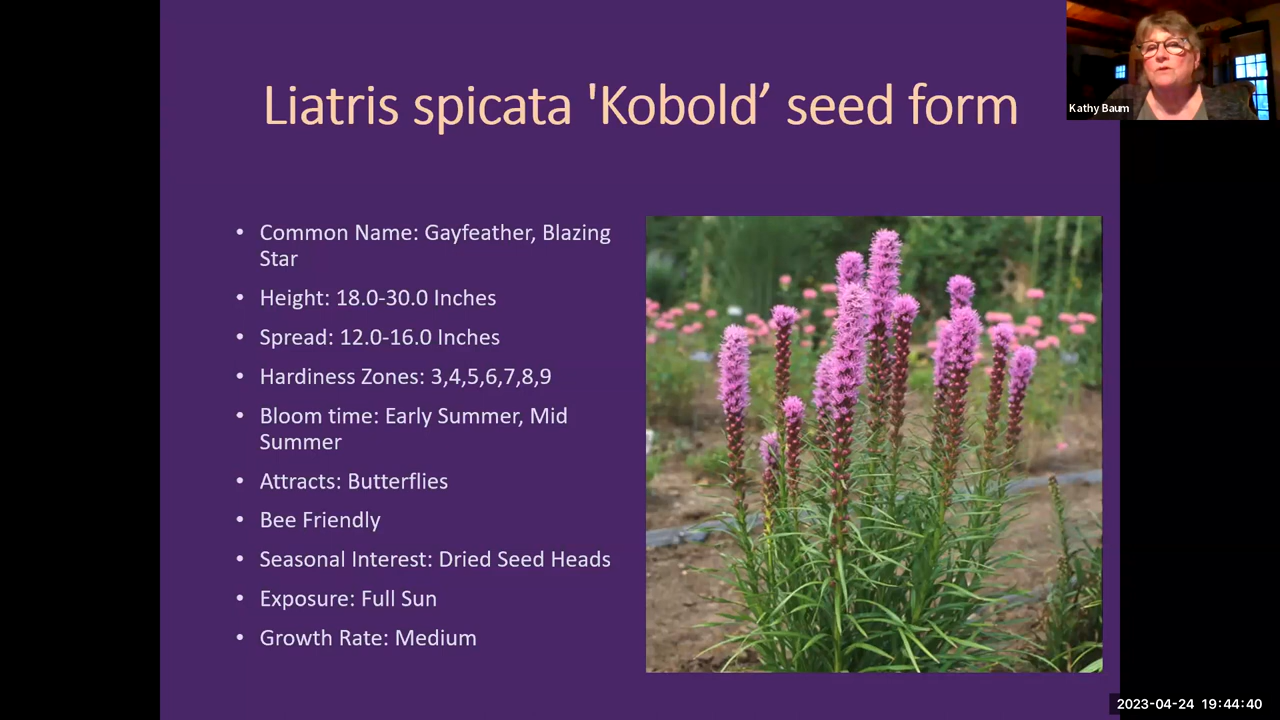 Liatris spicata 'Kobold’ seed form
Kathy Baum
• Common Name: Gayfeather, Blazing
Star
• Height: 18.0-30.0 Inches
• Spread: 12.0-16.0 Inches
• Hardiness Zones: 3,4,5,6,7,8,9
• Bloom time: Early Summer, Mid
Summer
• Attracts: Butterflies
• Bee Friendly
• Seasonal Interest: Dried Seed Heads
• Exposure: Full Sun
• Growth Rate: Medium
2023-04-24 19:44:40